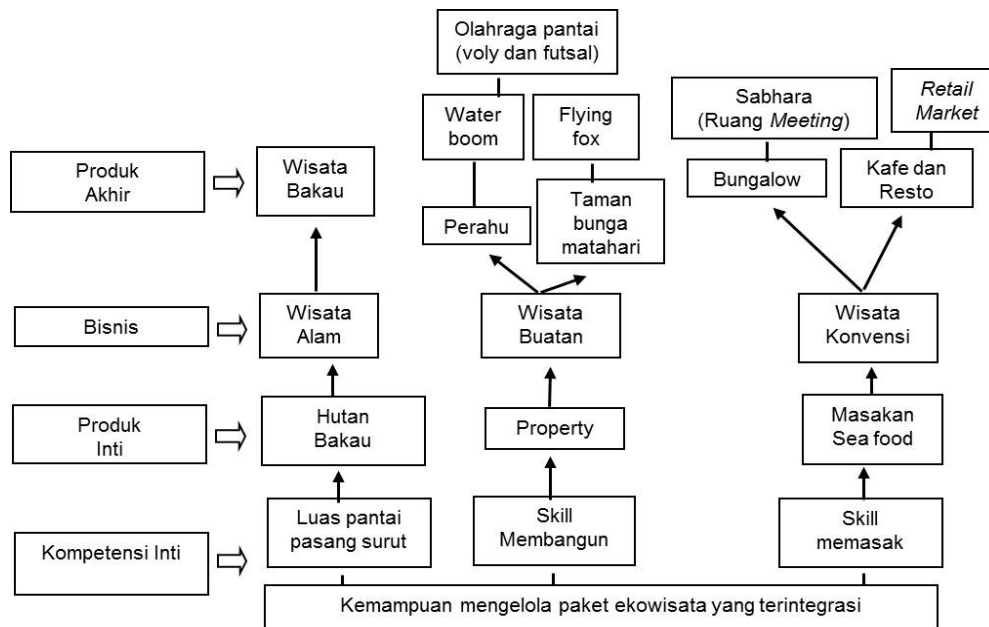 Olahraga pantai
(voly dan futsal)
Water
boom
Flying
fox
Sabhara
(Ruang Meeting)
Retail
Market
Produk
Akhir
Wisata
Bakau
Perahu
Taman
bunga
matahari
Bungalow
Kafe dan
Resto
Bisnis
Wisata
Alam
Wisata
Buatan
Wisata
Konvensi
Produk
Inti
Hutan
Bakau
Property
Masakan
Sea food
Kompetensi Inti
Luas pantai
pasang surut
Skill
Membangun
Skill
memasak
Kemampuan mengelola paket ekowisata yang terintegrasi